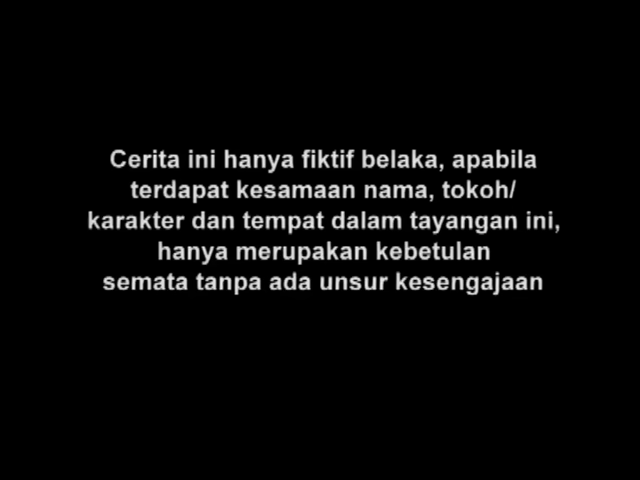 Cerita ini hanya fiktif belaka, apabila
terdapat kesamaan nama, tokoh/
karakter dan tempat dalam tayangan ini,
hanya merupakan kebetulan
semata tanpa ada unsur kesengajaan